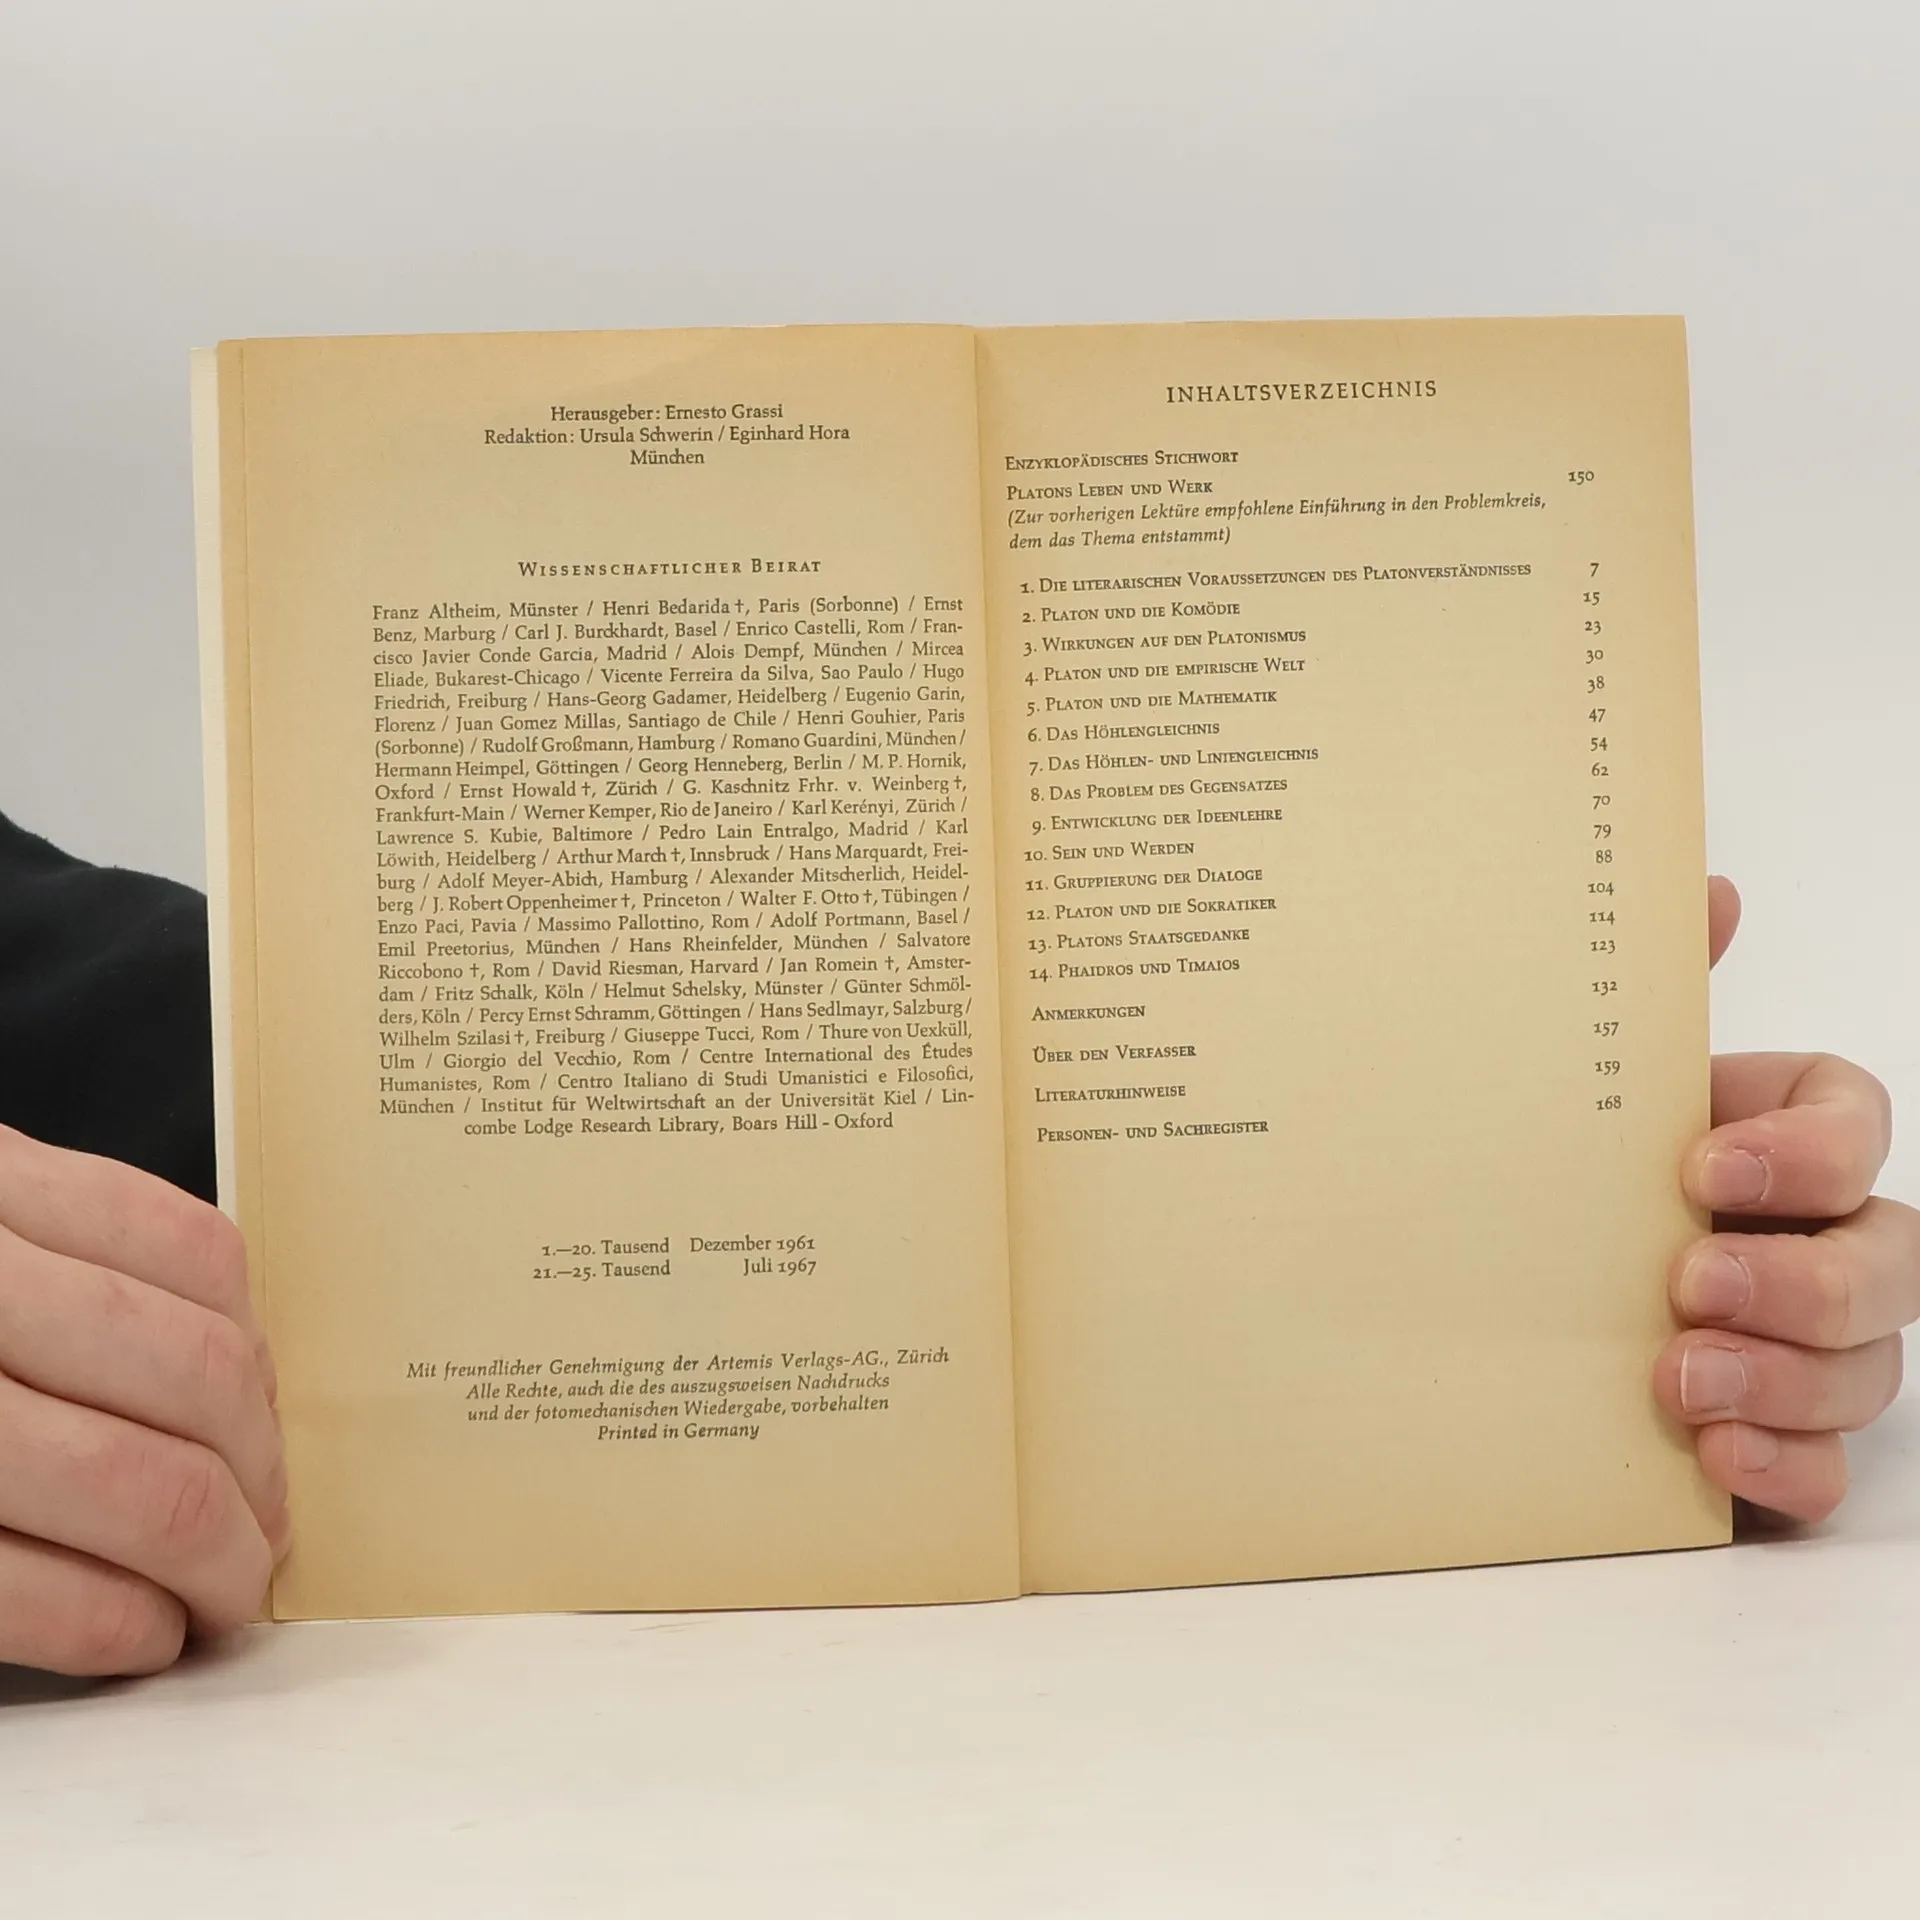 Herausgeber: Ernesto Grassi
Redaktion: Ursula Schwerin / Eginhard Hora
München
WISSENSCHAFTLICHER BEIRAT
Franz Altheim, Münster / Henri Bedarida †, Paris (Sorbonne) / Ernst
Benz, Marburg / Carl J. Burckhardt, Basel / Enrico Castelli, Rom / Fran-
cisco Javier Conde Garcia, Madrid / Alois Dempf, München / Mircea
Eliade, Bukarest-Chicago / Vicente Ferreira da Silva, Sao Paulo / Hugo
Friedrich, Freiburg / Hans-Georg Gadamer, Heidelberg / Eugenio Garin,
Florenz / Juan Gomez Millas, Santiago de Chile / Henri Gouhier, Paris
(Sorbonne) / Rudolf Großmann, Hamburg / Romano Guardini, München /
Hermann Heimpel, Göttingen / Georg Henneberg, Berlin / M. P. Hornik,
Oxford / Ernst Howald †, Zürich / G. Kaschnitz Frhr. v. Weinberg †,
Frankfurt-Main / Werner Kemper, Rio de Janeiro / Karl Kerényi, Zürich /
Lawrence S. Kubie, Baltimore / Pedro Lain Entralgo, Madrid / Karl
Löwith, Heidelberg / Arthur March †, Innsbruck / Hans Marquardt, Frei-
burg / Adolf Meyer-Abich, Hamburg / Alexander Mitscherlich, Heidel-
berg / J. Robert Oppenheimer †, Princeton / Walter F. Otto †, Tübingen /
Enzo Paci, Pavia / Massimo Pallottino, Rom / Adolf Portmann, Basel /
Emil Preetorius, München / Hans Rheinfelder, München / Salvatore
Riccobono †, Rom / David Riesman, Harvard / Jan Romein †, Amster-
dam / Fritz Schalk, Köln / Helmut Schelsky, Münster / Günter Schmöl-
ders, Köln / Percy Ernst Schramm, Göttingen / Hans Sedlmayr, Salzburg /
Wilhelm Szilasi †, Freiburg / Giuseppe Tucci, Rom / Thure von Uexküll,
Ulm / Giorgio del Vecchio, Rom / Centre International des Études
Humanistes, Rom / Centro Italiano di Studi Umanistici e Filosofici,
München / Institut für Weltwirtschaft an der Universität Kiel / Lin-
combe Lodge Research Library, Boars Hill - Oxford
1.—20. Tausend Dezember 1961
21.—25. Tausend Juli 1967
Mit freundlicher Genehmigung der Artemis Verlags-AG., Zürich
Alle Rechte, auch die des auszugsweisen Nachdrucks
und der fotomechanischen Wiedergabe, vorbehalten
Printed in Germany
INHALTSVERZEICHNIS
ENZYKLOPÄDISCHES STICHWORT
PLATONS LEBEN UND WERK 150
(Zur vorherigen Lektüre empfohlene Einführung in den Problemkreis,
dem das Thema entstammt)
1. DIE LITERARISCHEN VORAUSSETZUNGEN DES PLATONVERSTÄNDNISSES 7
2. PLATON UND DIE KOMÖDIE 15
3. WIRKUNGEN AUF DEN PLATONISMUS 23
4. PLATON UND DIE EMPIRISCHE WELT 30
5. PLATON UND DIE MATHEMATIK 38
6. DAS HÖHLENGLEICHNIS 47
7. DAS HÖHLEN- UND LINIENGLEICHNIS 54
8. DAS PROBLEM DES GEGENSATZES 62
9. ENTWICKLUNG DER IDEENLEHRE 70
10. SEIN UND WERDEN 79
11. GRUPPIERUNG DER DIALOGE 88
12. PLATON UND DIE SOKRATIKER 104
13. PLATONS STAATSGEDANKE 114
14. PHAIDROS UND TIMAIOS 123
ANMERKUNGEN 132
ÜBER DEN VERFASSER 157
LITERATURHINWEISE 159
PERSONEN- UND SACHREGISTER 168